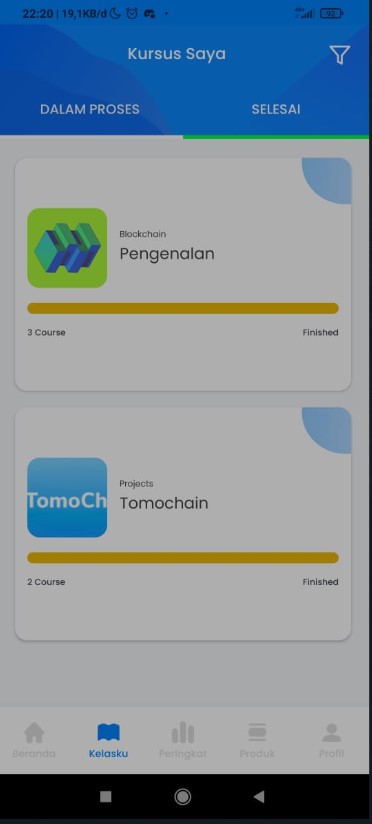 22:20 | 19,1KB/d
92
Kursus Saya
DALAM PROSES
SELESAI
Blockchain
Pengenalan
3 Course
Finished
TomoCh
Projects
Tomochain
2 Course
Finished
Beranda
Kelasku
Peringkat
Produk
Profil